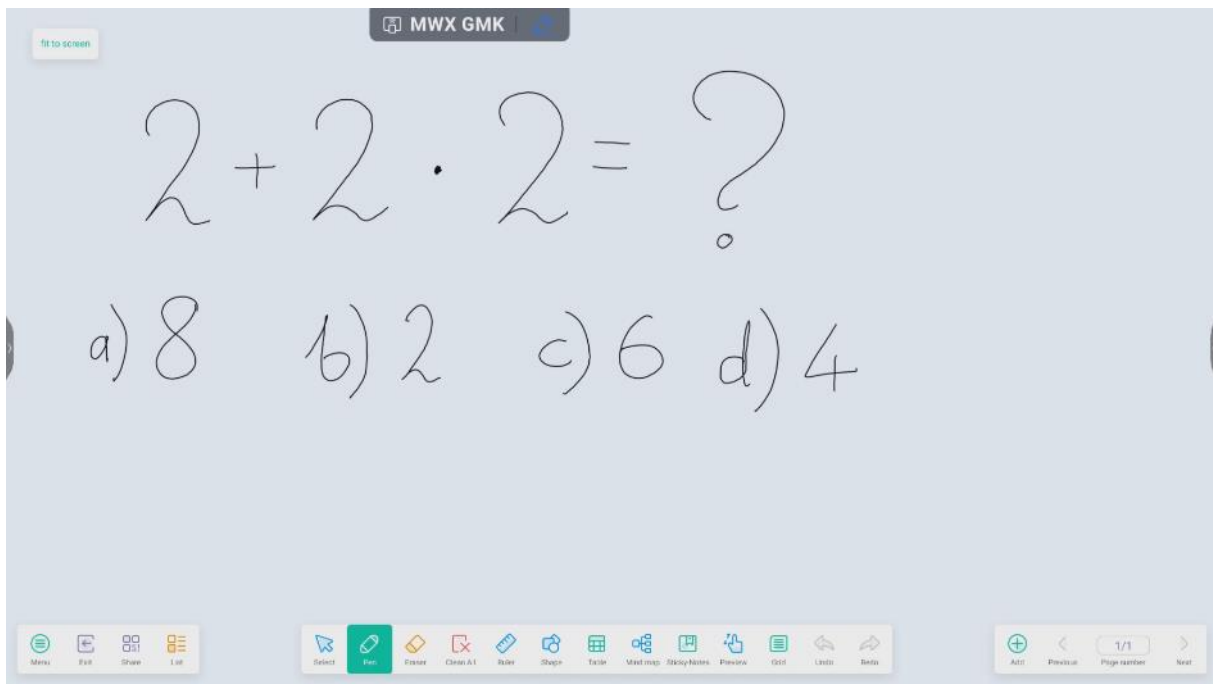 MWX GMK
fit to screen
2 + 2 · 2 = ?
a) 8 b) 2 c) 6 d) 4
Menu Exit Share List Select Pen Eraser Clean All Ruler Shape Table Mind map Sticky Notes Preview Grid Undo Redo Add Previous 1/1 Page number Next